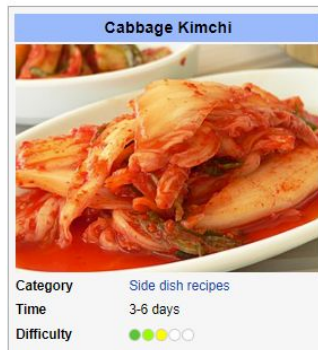 Cabbage Kimchi
Category Side dish recipes
Time 3-6 days
Difficulty